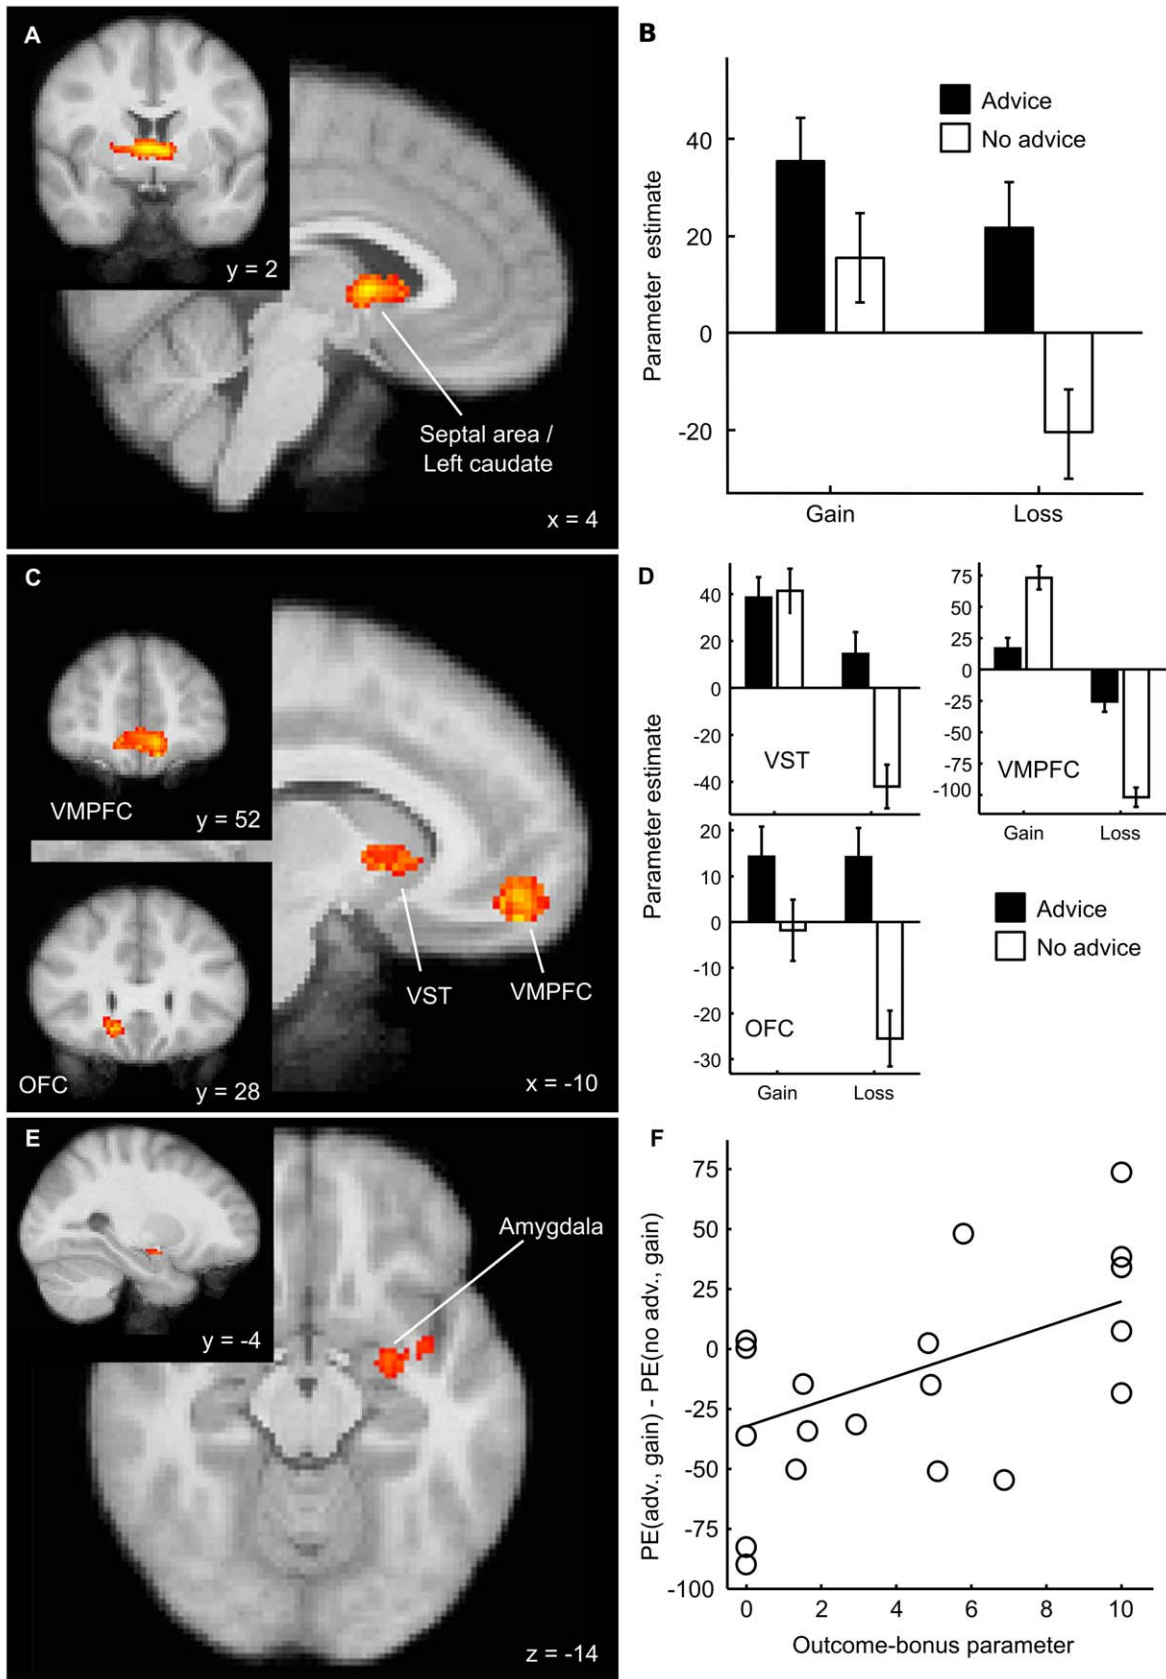 A
y = 2
Septal area /
Left caudate
x = 4
B
Advice
No advice
Parameter estimate
40
20
0
-20
Gain
Loss
C
VMPFC
y = 52
OFC
y = 28
VST
VMPFC
x = -10
D
Parameter estimate
40
20
0
-20
-40
VST
75
50
25
0
-25
-50
-75
-100
VMPFC
Gain
Loss
20
10
0
-10
-20
-30
OFC
Gain
Loss
Advice
No advice
E
y = -4
Amygdala
z = -14
F
PE(adv., gain) - PE(no adv., gain)
75
50
25
0
-25
-50
-75
-100
0 2 4 6 8 10
Outcome-bonus parameter